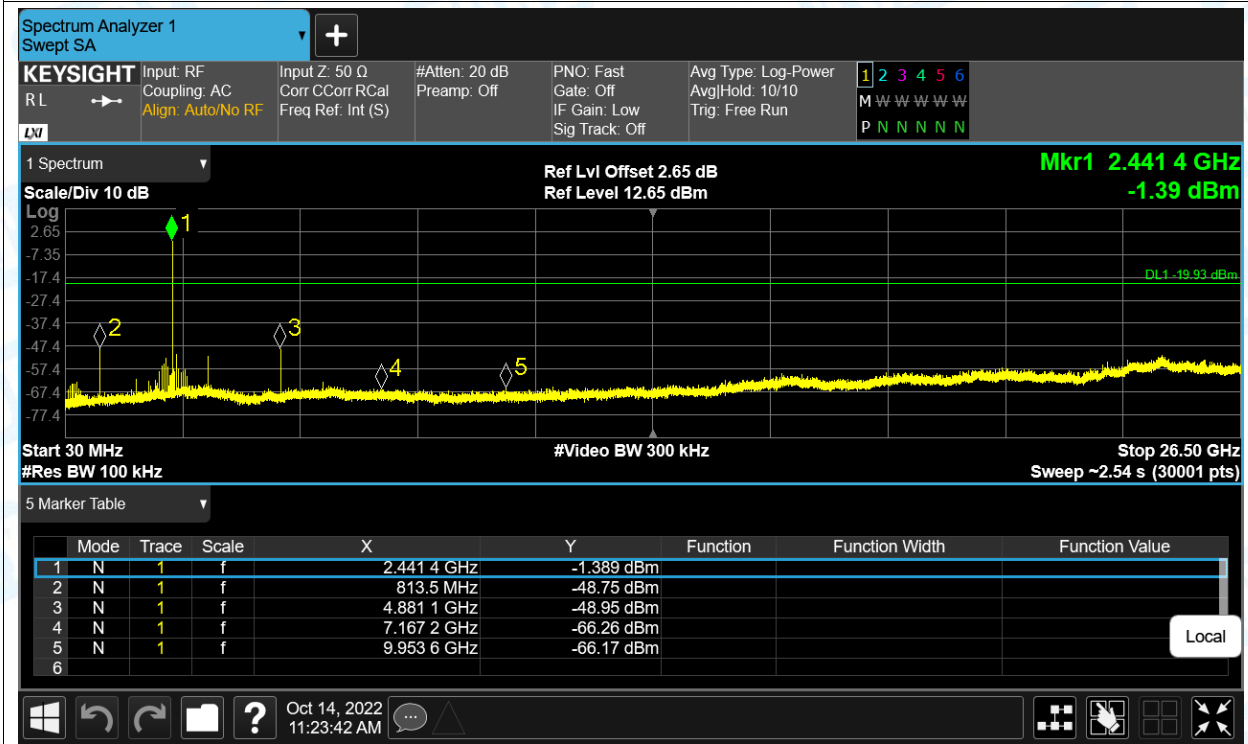 Spectrum Analyzer 1
Swept SA
+
KEYSIGHT
R L
LXI
Input: RF
Coupling: AC
Align: Auto/No RF
Input Z: 50 Ω
Corr CCorr RCal
Freq Ref: Int (S)
#Atten: 20 dB
Preamp: Off
PNO: Fast
Gate: Off
IF Gain: Low
Sig Track: Off
Avg Type: Log-Power
Avg|Hold: 10/10
Trig: Free Run
1 2 3 4 5 6
M W W W W W
P N N N N N
1 Spectrum
Scale/Div 10 dB
Ref Lvl Offset 2.65 dB
Ref Level 12.65 dBm
Mkr1 2.441 4 GHz
-1.39 dBm
Log
2.65
-7.35
-17.4
-27.4
-37.4
-47.4
-57.4
-67.4
-77.4
1
2
3
4
5
DL1 -19.93 dBm
Start 30 MHz
#Video BW 300 kHz
Stop 26.50 GHz
#Res BW 100 kHz
Sweep ~2.54 s (30001 pts)
5 Marker Table
Mode Trace Scale X Y Function Function Width Function Value
1 N 1 f 2.441 4 GHz -1.389 dBm
2 N 1 f 813.5 MHz -48.75 dBm
3 N 1 f 4.881 1 GHz -48.95 dBm
4 N 1 f 7.167 2 GHz -66.26 dBm
5 N 1 f 9.953 6 GHz -66.17 dBm
6
Local
?
Oct 14, 2022
11:23:42 AM